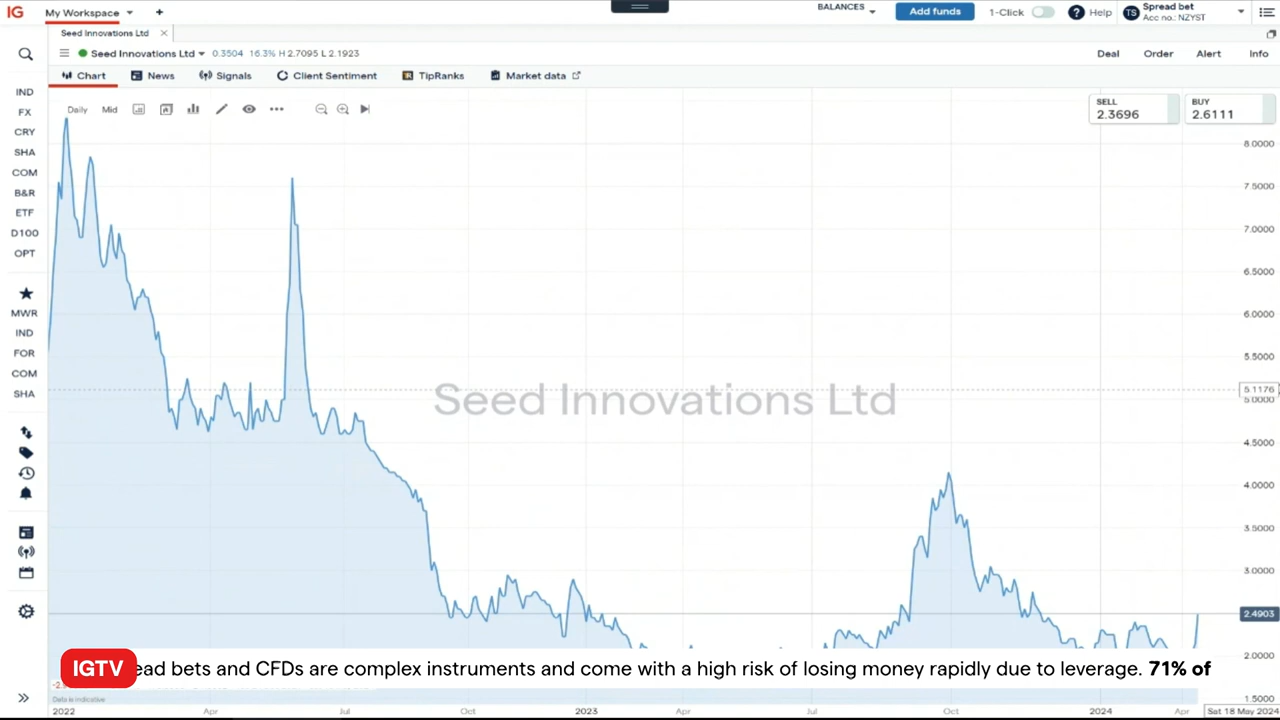 IG My Workspace + BALANCES Add funds 1-Click ? Help TS Spread bet
Acc no.: NZYST
Seed Innovations Ltd ×
Seed Innovations Ltd 0.3504 16.3% H 2.7095 L 2.1923 Deal Order Alert Info
Chart News Signals Client Sentiment TipRanks Market data
Daily Mid
SELL
2.3696
BUY
2.6111
IND
FX
CRY
SHA
COM
B&R
ETF
D100
OPT
MWR
IND
FOR
COM
SHA
8.0000
7.5000
7.0000
6.5000
6.0000
5.5000
5.1176
5.0000
4.5000
4.0000
3.5000
3.0000
2.4903
2.0000
1.5000
Seed Innovations Ltd
IGTV ead bets and CFDs are complex instruments and come with a high risk of losing money rapidly due to leverage. 71% of
Data is indicative
2022 Apr Jul Oct 2023 Apr Jul Oct 2024 Apr Sat 18 May 2024